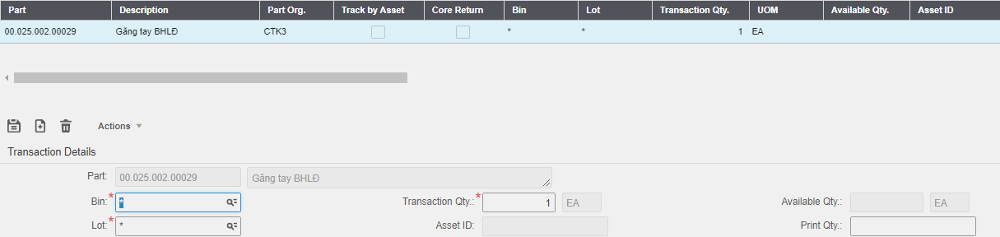 Part Description Part Org. Track by Asset Core Return Bin Lot Transaction Qty. UOM Available Qty. Asset ID
00.025.002.00029 Găng tay BHLĐ CTK3 * * 1 EA
Actions
Transaction Details
Part: 00.025.002.00029 Găng tay BHLĐ
Bin:* * Transaction Qty.:* 1 EA Available Qty.: EA
Lot:* * Asset ID: Print Qty.: